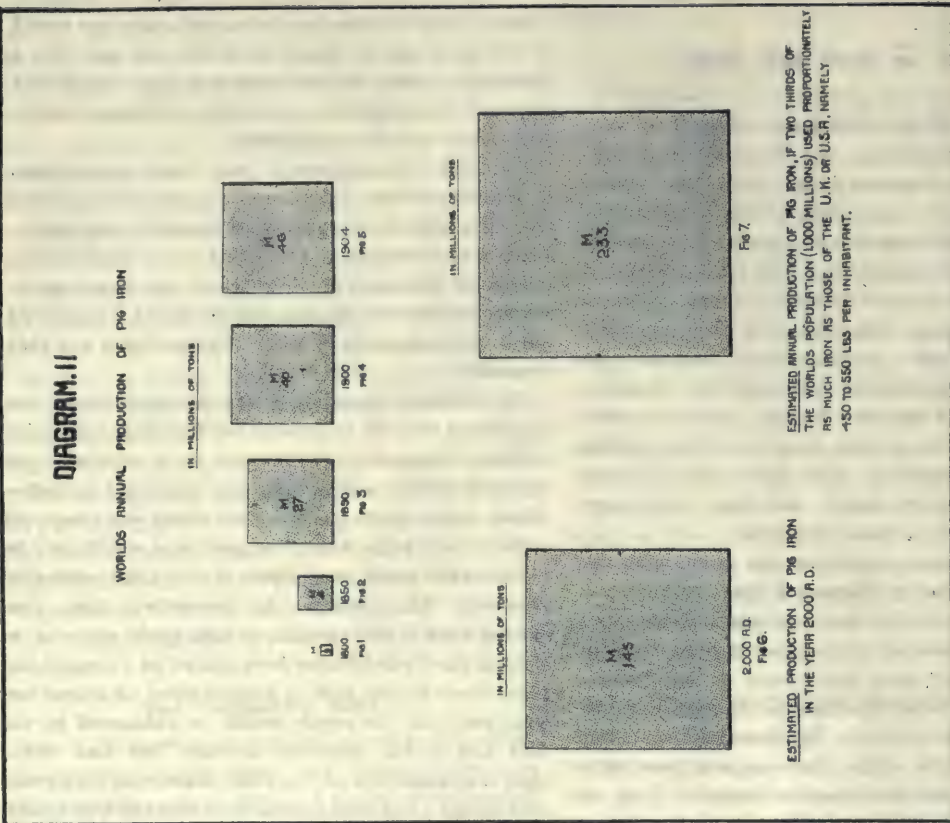 DIAGRAM.II
WORLDS ANNUAL PRODUCTION OF PIG IRON
IN MILLIONS OF TONS
M
1800
FIG 1
M
1850
FIG 2
M
27
1890
FIG 3
M
40
1900
FIG 4
M
46
1904
FIG 5
IN MILLIONS OF TONS
M
145
2.000 A.D.
FIG 6.
ESTIMATED PRODUCTION OF PIG IRON
IN THE YEAR 2000 A.D.
IN MILLIONS OF TONS
M
233.
FIG 7.
ESTIMATED ANNUAL PRODUCTION OF PIG IRON, IF TWO THIRDS OF
THE WORLDS POPULATION (1,000 MILLIONS) USED PROPORTIONATELY
AS MUCH IRON AS THOSE OF THE U.K. OR U.S.A, NAMELY
450 TO 550 LBS PER INHABITANT.